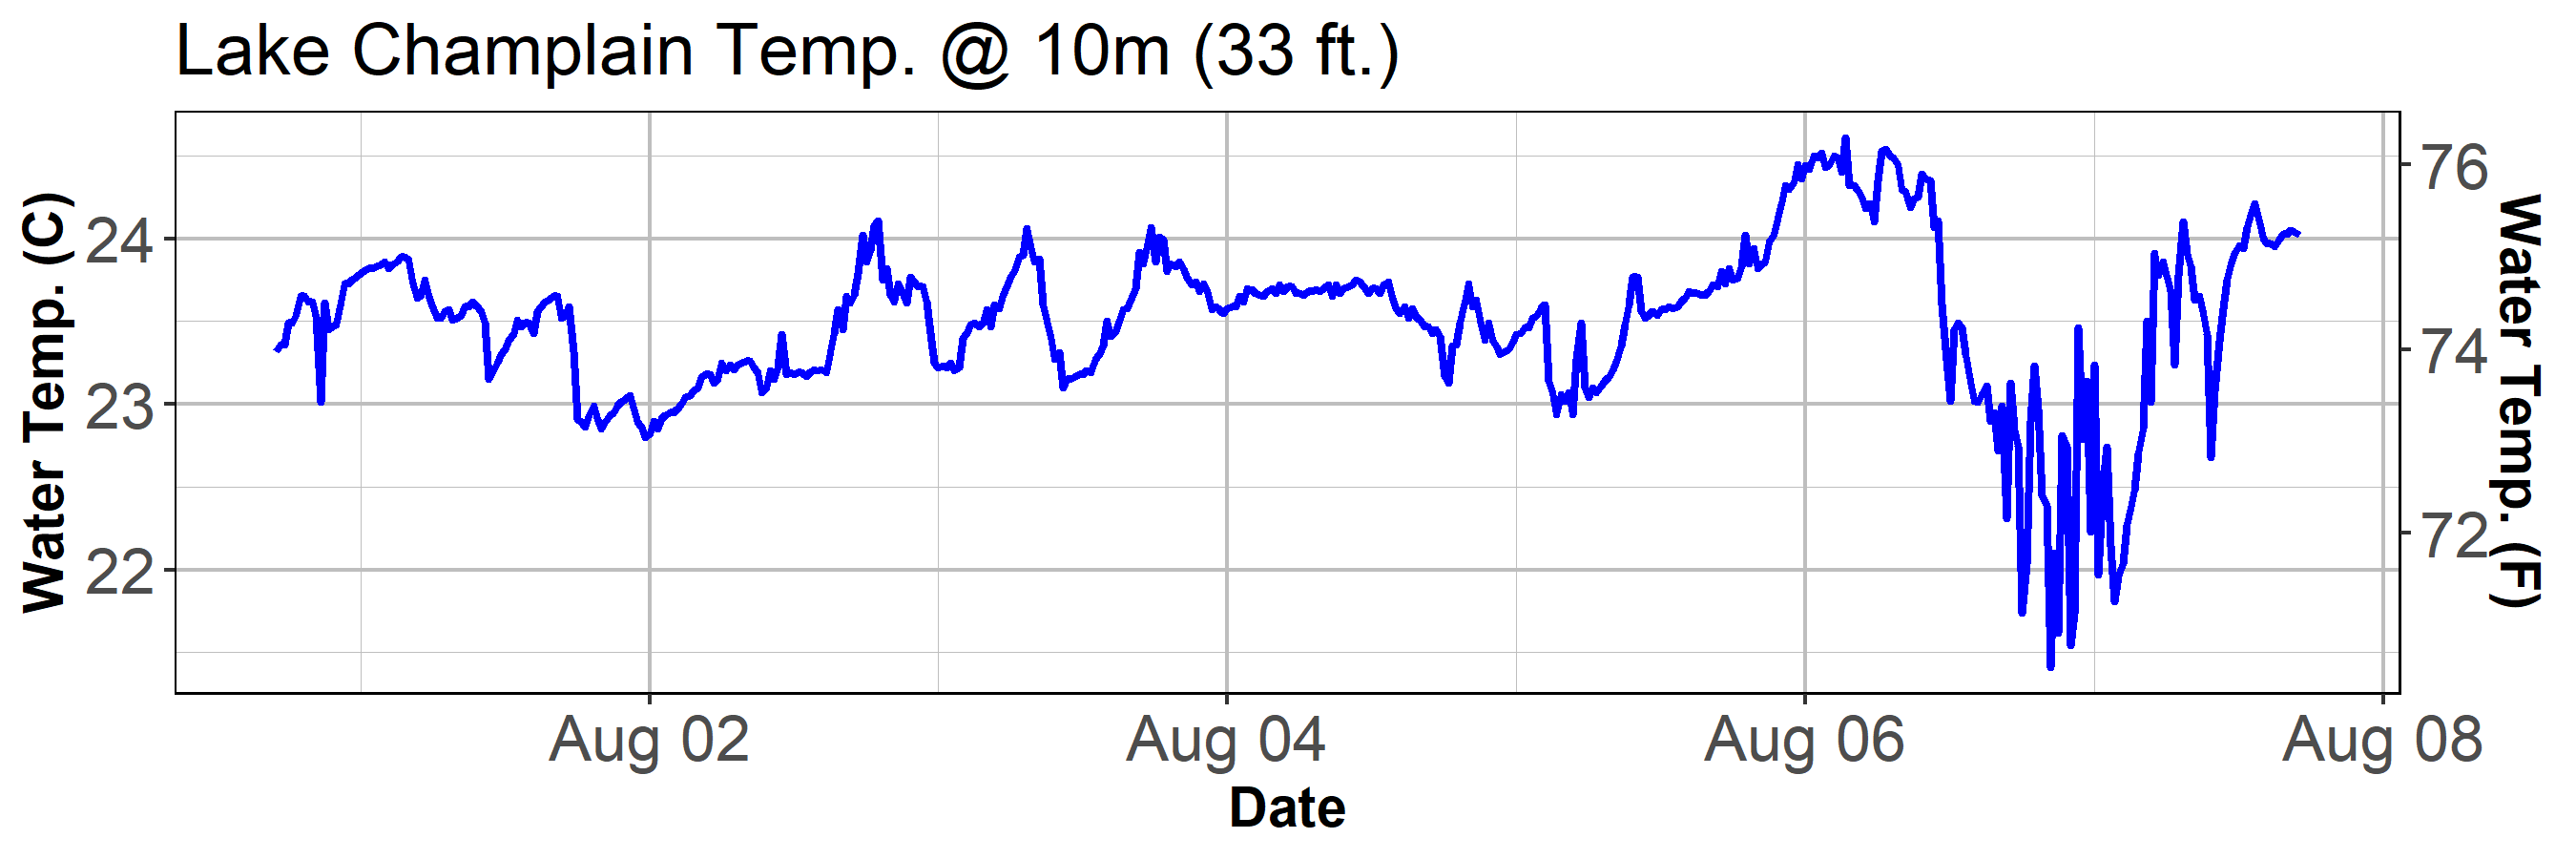 Lake Champlain Temp. @ 10m (33 ft.)
Water Temp. (C)
24
23
22
76
74
72
Water Temp. (F)
Aug 02
Aug 04
Aug 06
Aug 08
Date